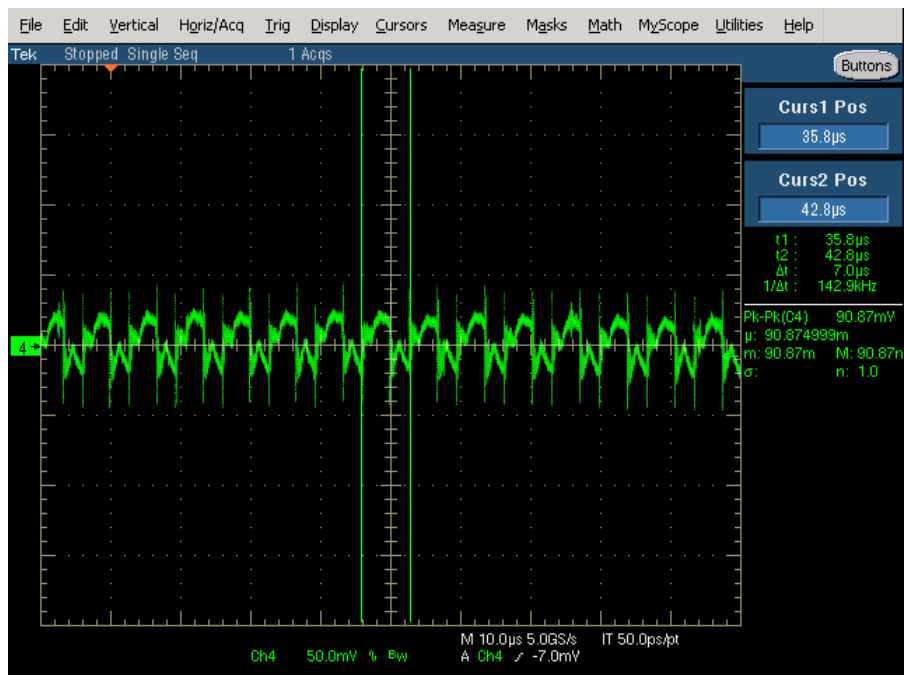 File Edit Vertical Horiz/Acq Trig Display Cursors Measure Masks Math MyScope Utilities Help
Tek Stopped Single Seq 1 Acqs
Buttons
Curs1 Pos
35.8µs
Curs2 Pos
42.8µs
t1 : 35.8µs
t2 : 42.8µs
Δt : 7.0µs
1/Δt : 142.9kHz
Pk-Pk(C4) 90.87mV
µ: 90.874999m
m: 90.87m M: 90.87m
σ: n: 1.0
4
M 10.0µs 5.0GS/s IT 50.0ps/pt
Ch4 50.0mV Bw A Ch4 -7.0mV